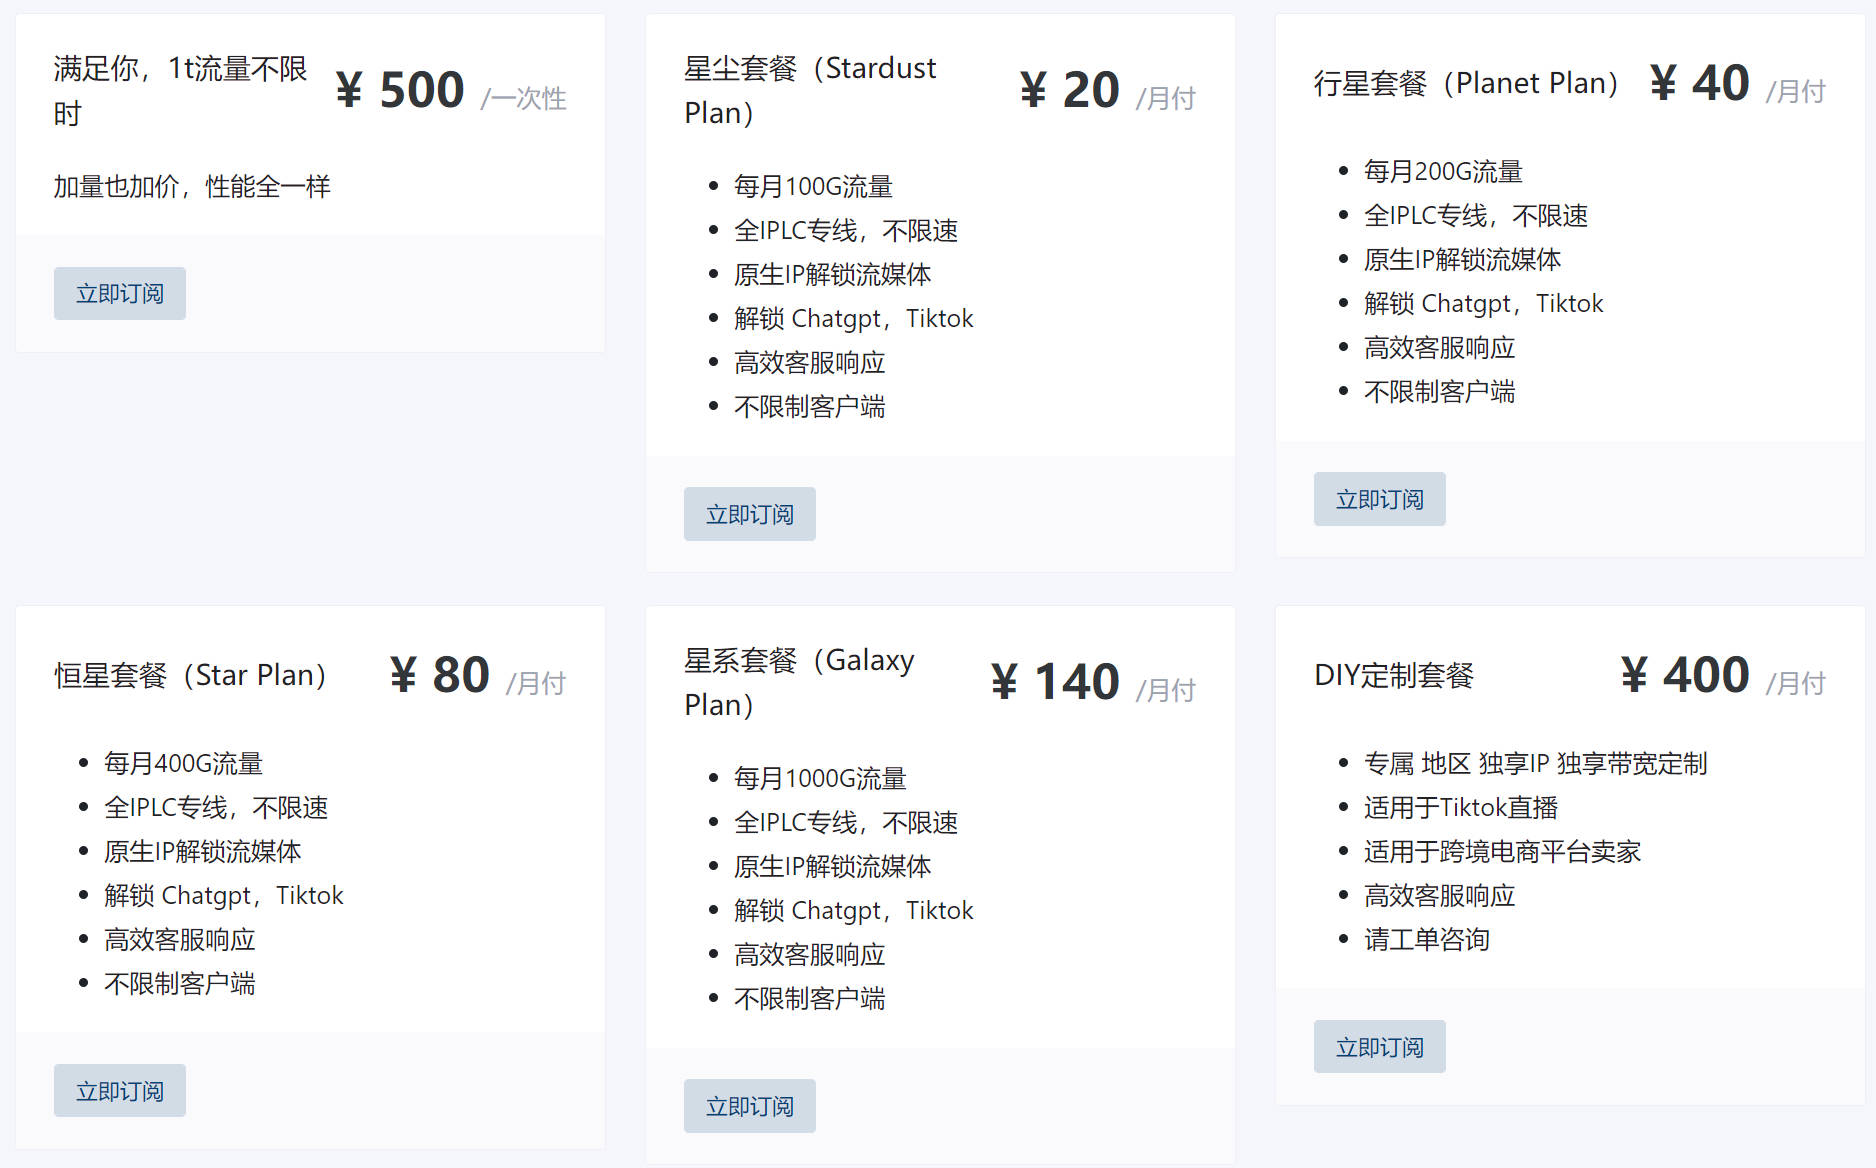 满足你，1t流量不限
时
¥ 500 /一次性
加量也加价，性能全一样
立即订阅
星尘套餐（Stardust
Plan）
¥ 20 /月付
每月100G流量
全IPLC专线，不限速
原生IP解锁流媒体
解锁 Chatgpt，Tiktok
高效客服响应
不限制客户端
立即订阅
行星套餐（Planet Plan）
¥ 40 /月付
每月200G流量
全IPLC专线，不限速
原生IP解锁流媒体
解锁 Chatgpt，Tiktok
高效客服响应
不限制客户端
立即订阅
恒星套餐（Star Plan）
¥ 80 /月付
每月400G流量
全IPLC专线，不限速
原生IP解锁流媒体
解锁 Chatgpt，Tiktok
高效客服响应
不限制客户端
立即订阅
星系套餐（Galaxy
Plan）
¥ 140 /月付
每月1000G流量
全IPLC专线，不限速
原生IP解锁流媒体
解锁 Chatgpt，Tiktok
高效客服响应
不限制客户端
立即订阅
DIY定制套餐
¥ 400 /月付
专属 地区 独享IP 独享带宽定制
适用于Tiktok直播
适用于跨境电商平台卖家
高效客服响应
请工单咨询
立即订阅